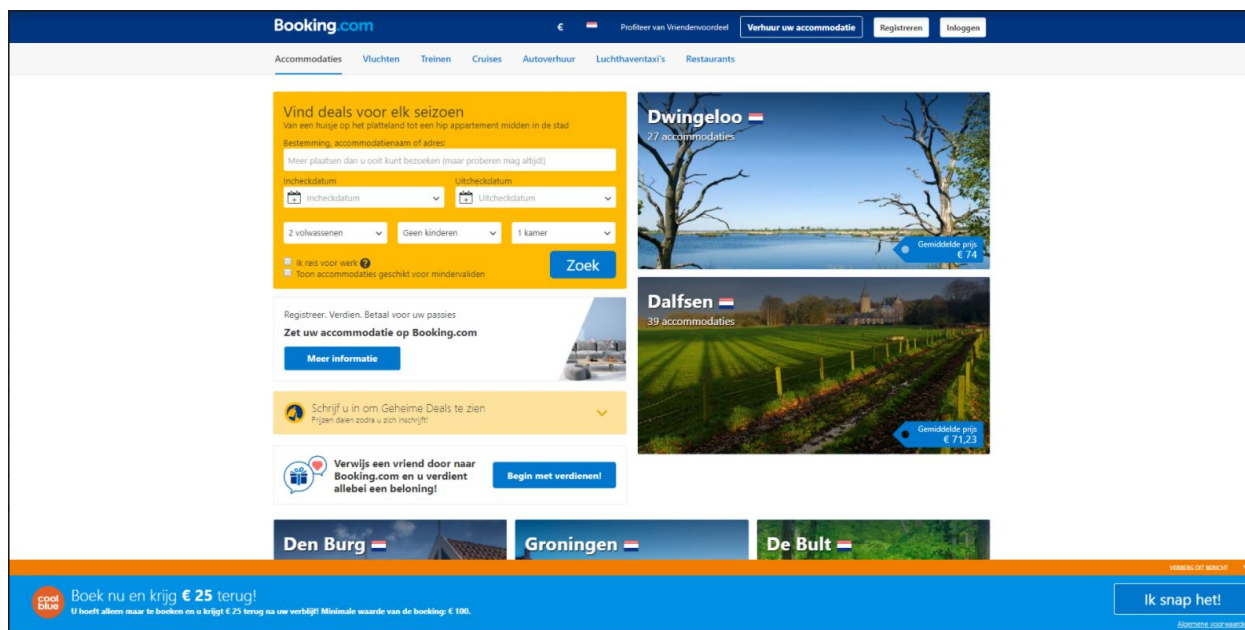 Booking.com
€
Profiteer van Vriendenvoordeel
Verhuur uw accommodatie
Registreren
Inloggen
Accommodaties
Vluchten
Treinen
Cruises
Autoverhuur
Luchthaventaxi's
Restaurants
Vind deals voor elk seizoen
Van een huisje op het platteland tot een hip appartement midden in de stad
Bestemming, accommodatienaam of adres:
Meer plaatsen dan u ooit kunt bezoeken (maar proberen mag altijd!)
Incheckdatum
Uitcheckdatum
Incheckdatum
Uitcheckdatum
2 volwassenen
Geen kinderen
1 kamer
Ik reis voor werk ?
Toon accommodaties geschikt voor mindervaliden
Zoek
Dwingeloo
27 accommodaties
Gemiddelde prijs
€ 74
Registreer. Verdien. Betaal voor uw passies
Zet uw accommodatie op Booking.com
Meer informatie
Dalfsen
39 accommodaties
Gemiddelde prijs
€ 71,23
Schrijf u in om Geheime Deals te zien
Prijzen dalen zodra u zich inschrijft!
Verwijs een vriend door naar
Booking.com en u verdient
allebei een beloning!
Begin met verdienen!
Den Burg
Groningen
De Bult
VERBERG DIT BERICHT
cool
blue
Boek nu en krijg € 25 terug!
U hoeft alleen maar te boeken en u krijgt € 25 terug na uw verblijf! Minimale waarde van de boeking: € 100.
Ik snap het!
Algemene voorwaarde